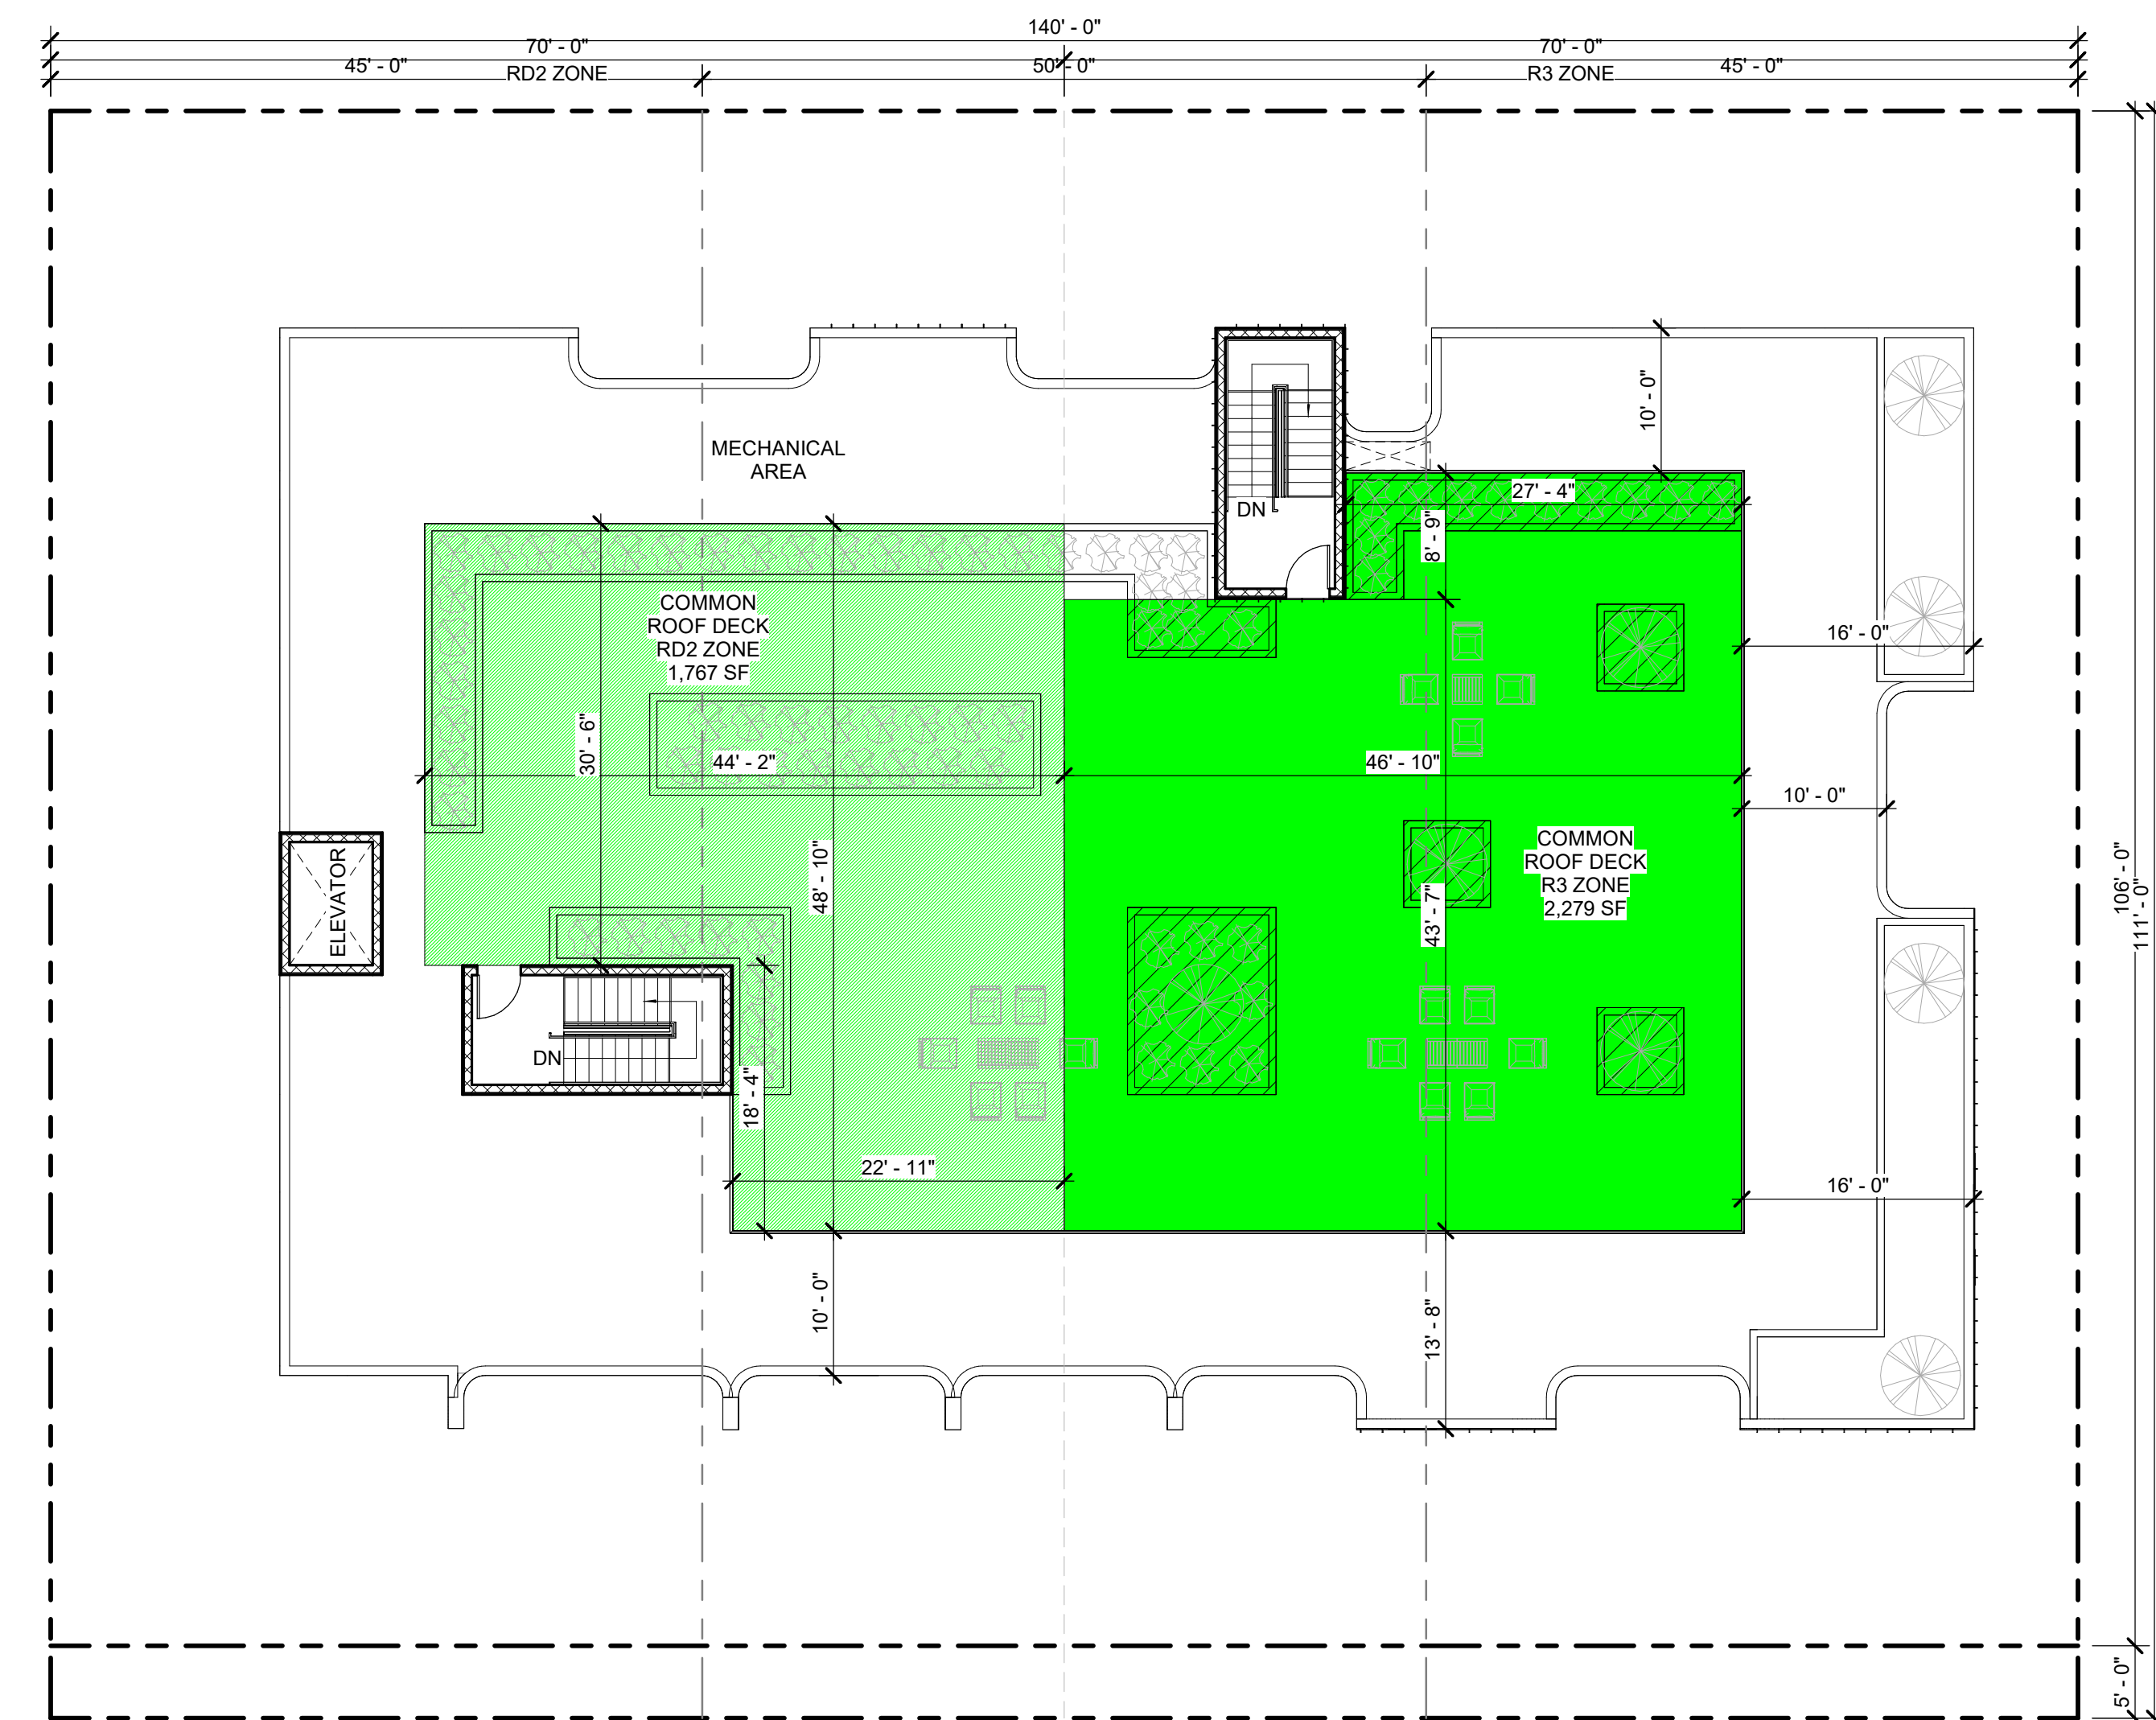 140' - 0"
70' - 0"
70' - 0"
45' - 0"
50' - 0"
45' - 0"
RD2 ZONE
R3 ZONE
10' - 0"
MECHANICAL
AREA
27' - 4"
DN
8' - 9"
COMMON
ROOF DECK
RD2 ZONE
1,767 SF
16' - 0"
30' - 6"
44' - 2"
46' - 10"
10' - 0"
COMMON
ROOF DECK
R3 ZONE
2,279 SF
48' - 10"
43' - 7"
ELEVATOR
106' - 0"
111' - 0"
DN
18' - 4"
22' - 11"
16' - 0"
10' - 0"
13' - 8"
5' - 0"